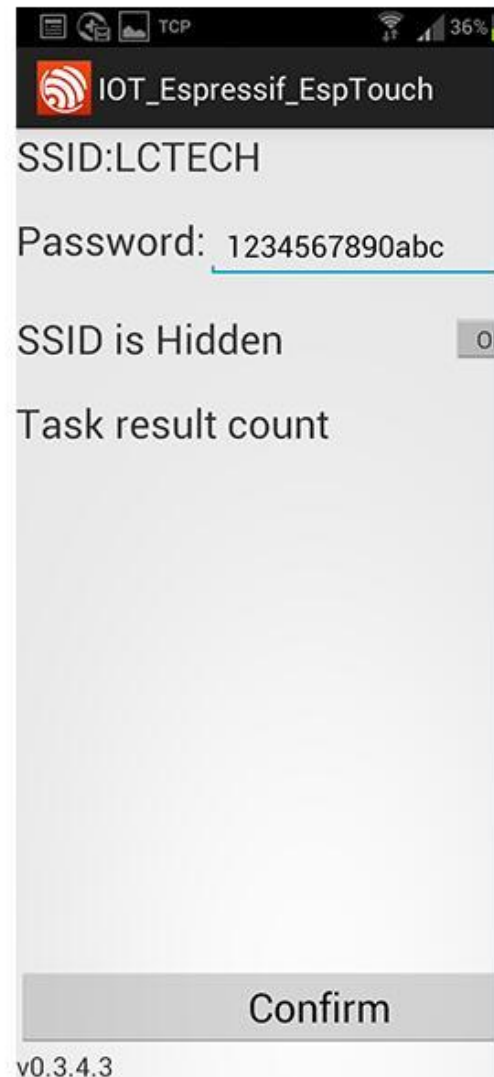 TCP 36%
IOT_Espressif_EspTouch
SSID:LCTECH
Password: 1234567890abc
SSID is Hidden
Task result count
Confirm
v0.3.4.3